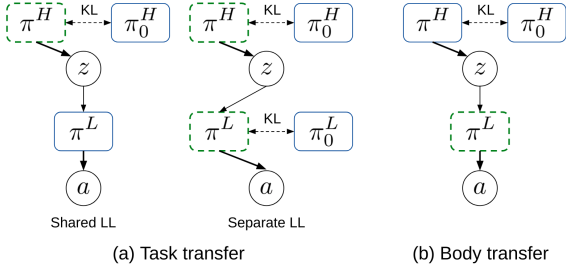 π^H KL π_0^H π^H KL π_0^H π^H KL π_0^H
z z z
π^L π^L KL π_0^L π^L
a a a
Shared LL Separate LL
(a) Task transfer (b) Body transfer